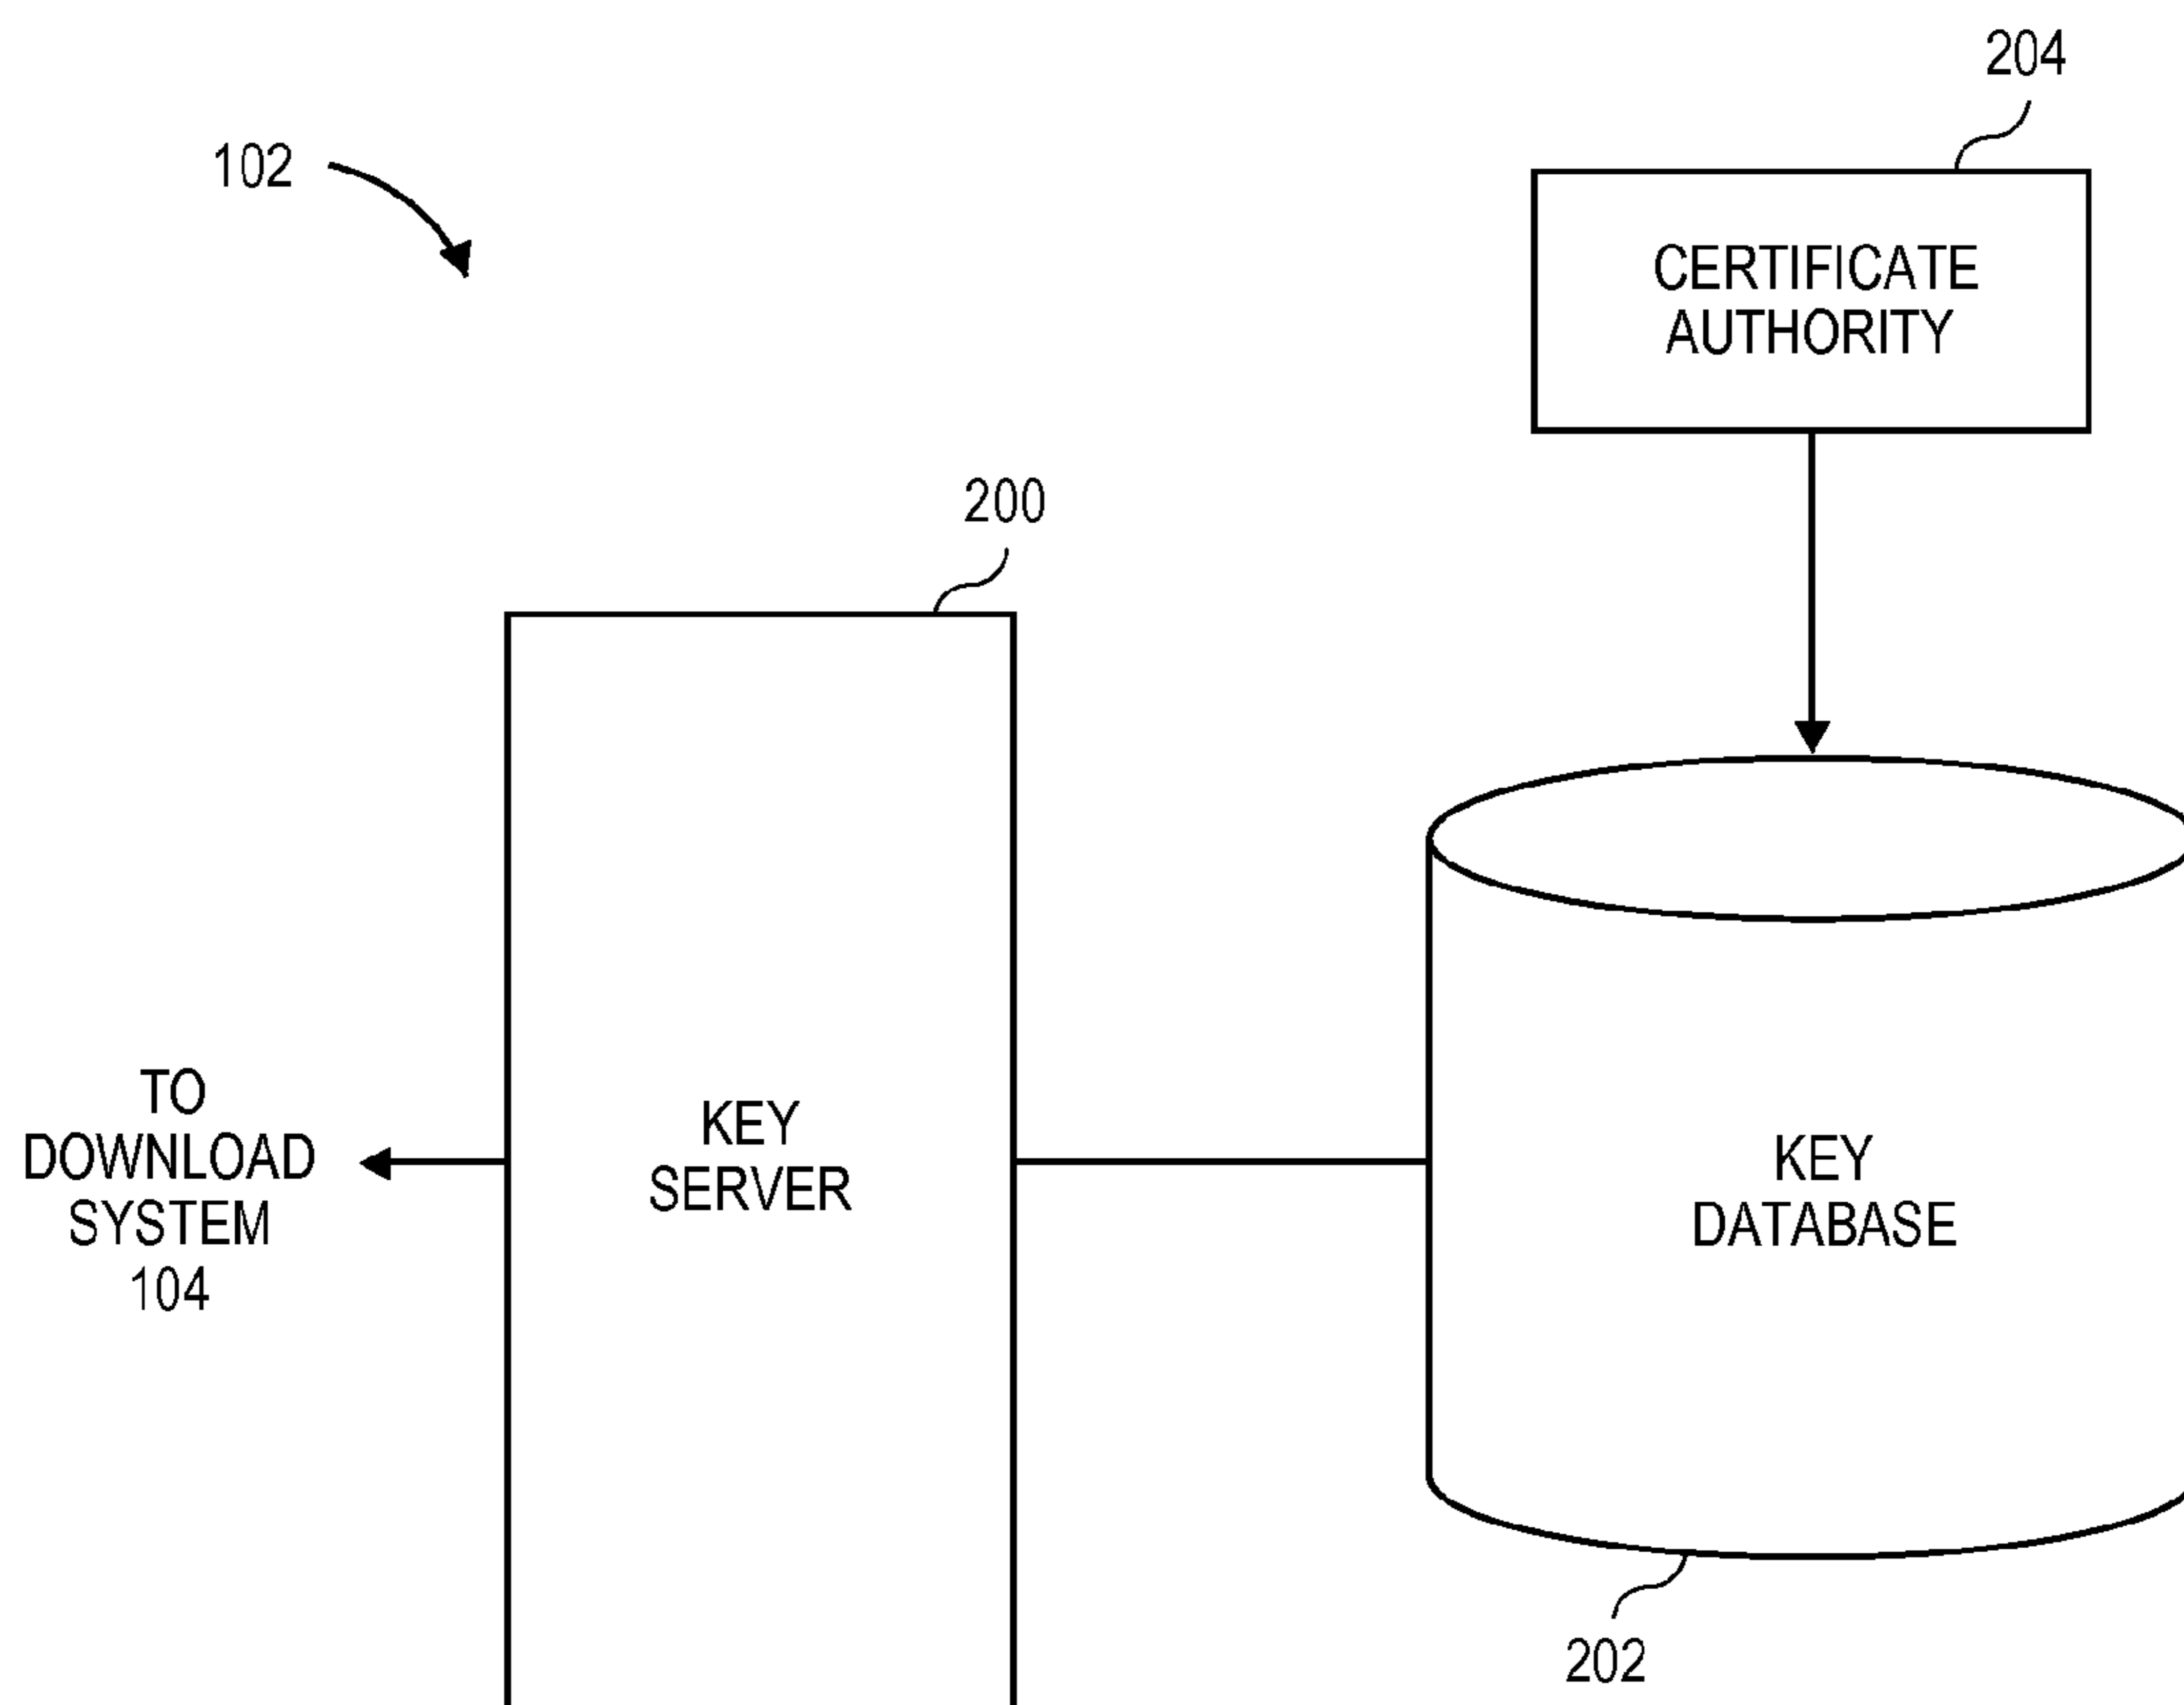 204
102
CERTIFICATE
AUTHORITY
200
TO
DOWNLOAD
SYSTEM
104
KEY
SERVER
KEY
DATABASE
202